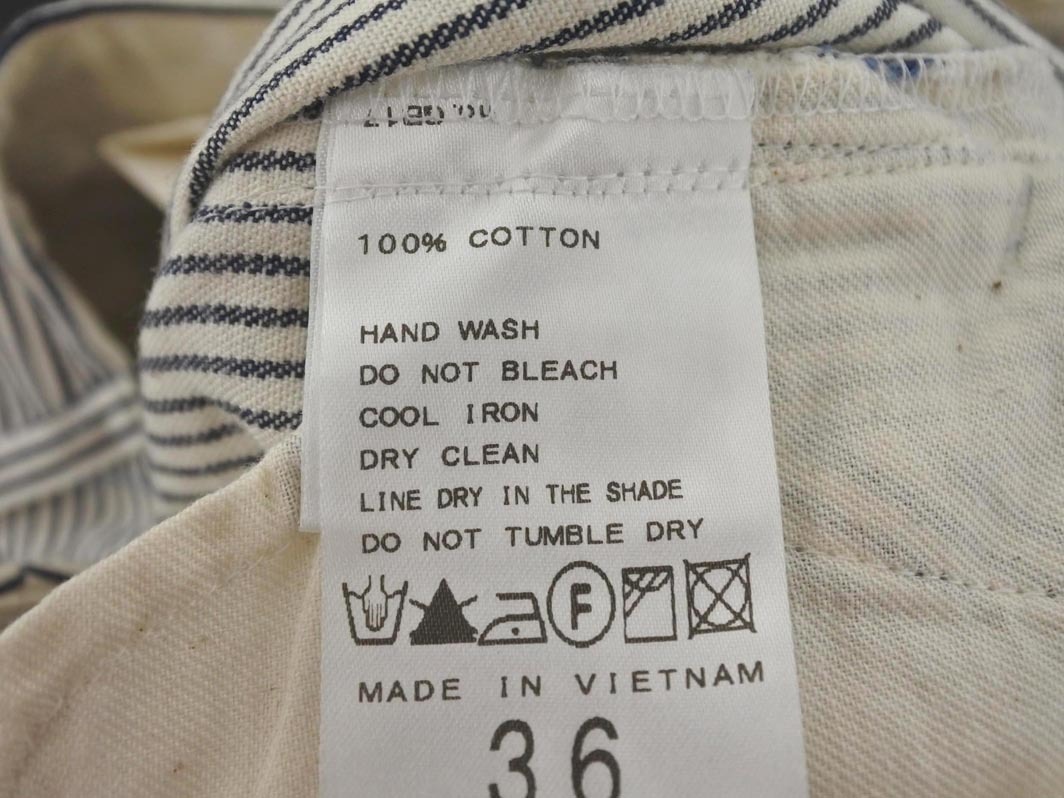 100% COTTON
HAND WASH
DO NOT BLEACH
COOL IRON
DRY CLEAN
LINE DRY IN THE SHADE
DO NOT TUMBLE DRY
F
MADE IN VIETNAM
36